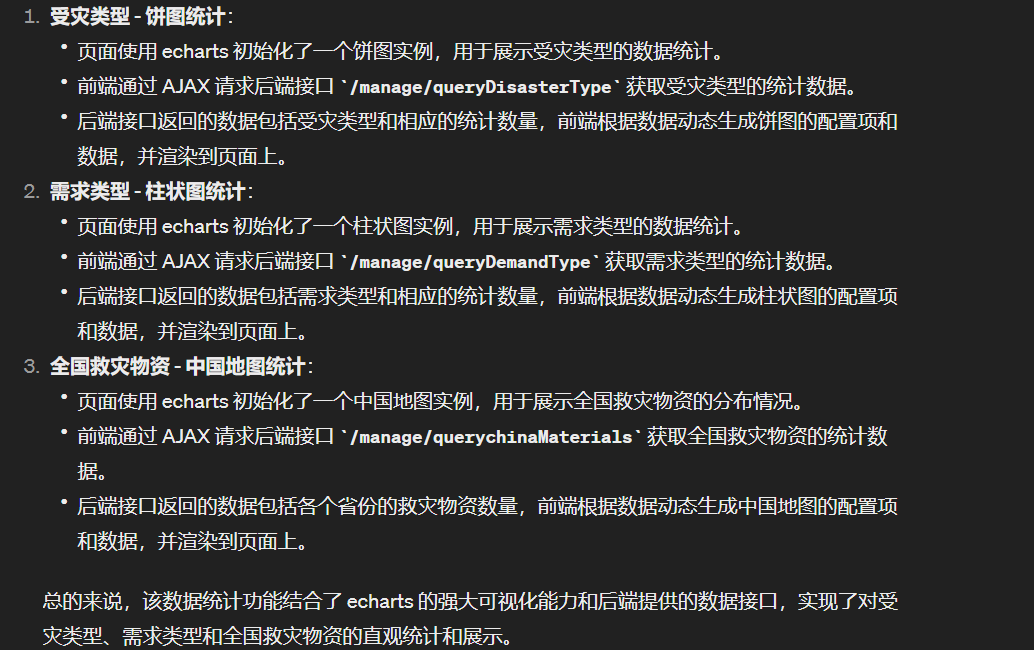 1. 受灾类型 - 饼图统计：
• 页面使用 echarts 初始化了一个饼图实例，用于展示受灾类型的数据统计。
• 前端通过 AJAX 请求后端接口 `/manage/queryDisasterType` 获取受灾类型的统计数据。
• 后端接口返回的数据包括受灾类型和相应的统计数量，前端根据数据动态生成饼图的配置项和
数据，并渲染到页面上。
2. 需求类型 - 柱状图统计：
• 页面使用 echarts 初始化了一个柱状图实例，用于展示需求类型的数据统计。
• 前端通过 AJAX 请求后端接口 `/manage/queryDemandType` 获取需求类型的统计数据。
• 后端接口返回的数据包括需求类型和相应的统计数量，前端根据数据动态生成柱状图的配置项
和数据，并渲染到页面上。
3. 全国救灾物资 - 中国地图统计：
• 页面使用 echarts 初始化了一个中国地图实例，用于展示全国救灾物资的分布情况。
• 前端通过 AJAX 请求后端接口 `/manage/querychinaMaterials` 获取全国救灾物资的统计数
据。
• 后端接口返回的数据包括各个省份的救灾物资数量，前端根据数据动态生成中国地图的配置项
和数据，并渲染到页面上。
总的来说，该数据统计功能结合了 echarts 的强大可视化能力和后端提供的数据接口，实现了对受
灾类型、需求类型和全国救灾物资的直观统计和展示。